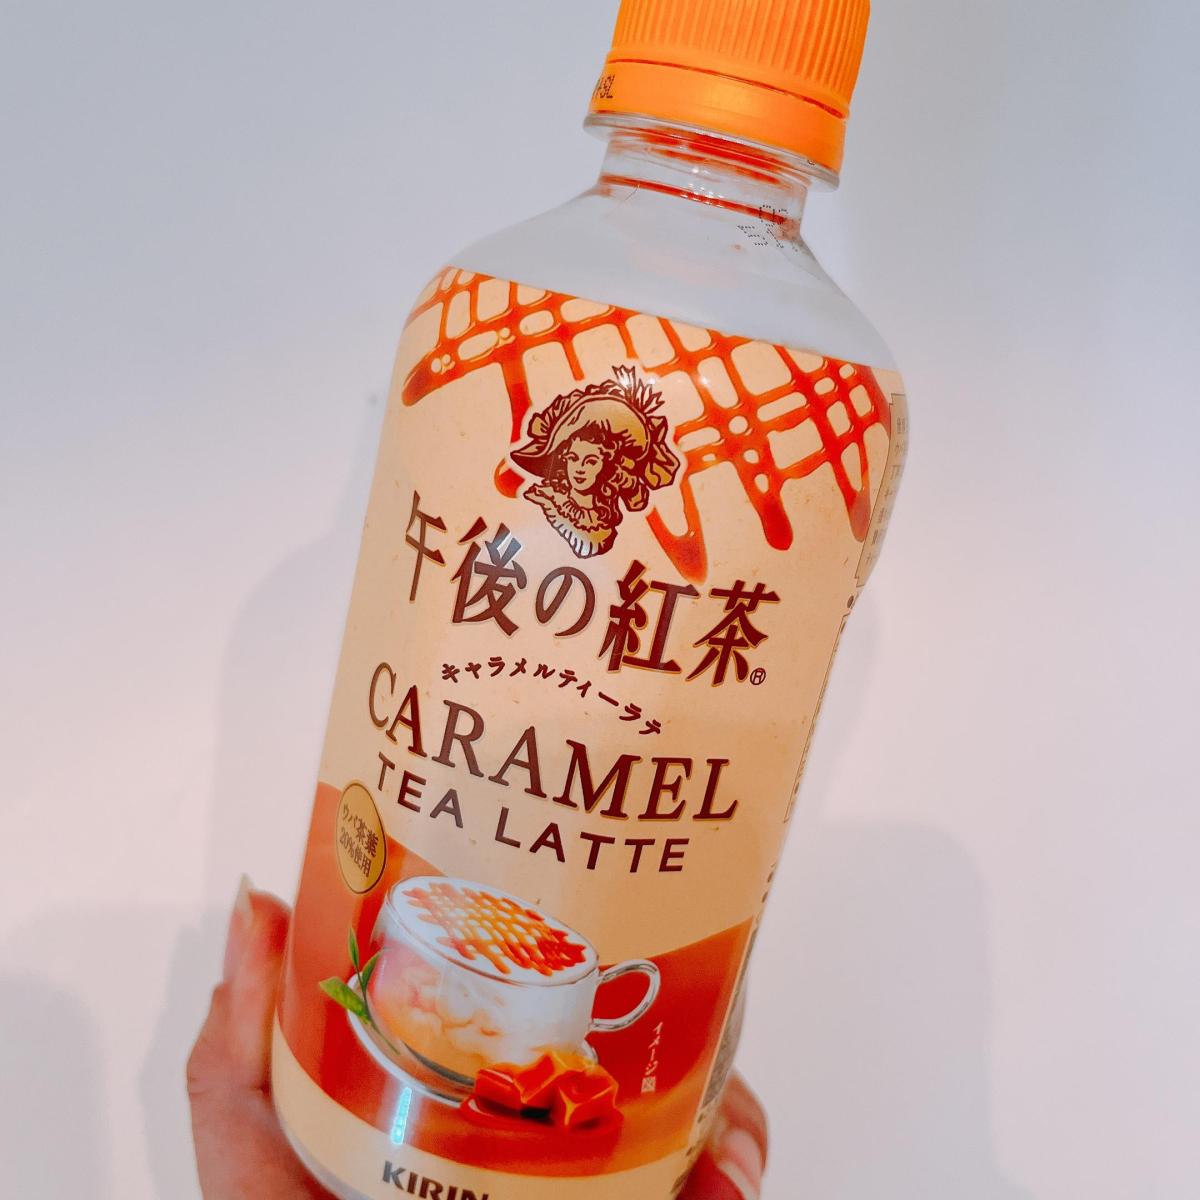 午後の紅茶®
キャラメルティーラテ
CARAMEL
TEA LATTE
ウバ茶葉
20%使用
イメージ図
KIRIN